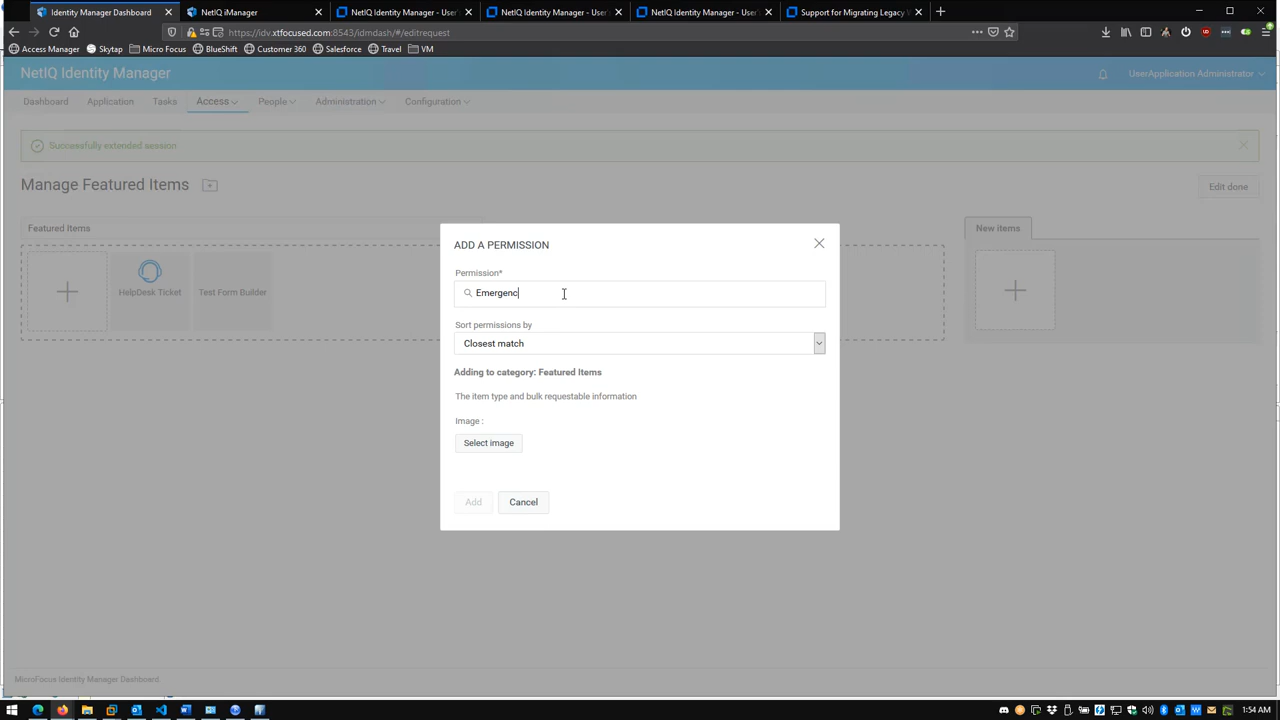 Identity Manager Dashboard
NetIQ iManager
NetIQ Identity Manager - User'
NetIQ Identity Manager - User'
NetIQ Identity Manager - User'
Support for Migrating Legacy W
https://idv.xtfocused.com:8543/idmdash/#/editrequest
Access Manager
Skytap
Micro Focus
BlueShift
Customer Center
Salesforce
Travel
VM
NetIQ Identity Manager
UserApplication Administrator
Dashboard
Application
Tasks
Access
People
Administration
Configuration
Successfully extended session
Manage Featured Items
Edit done
Featured Items
New items
HelpDesk Ticket
Test Form Builder
ADD A PERMISSION
Permission*
Emergenc
Sort permissions by
Closest match
Adding to category: Featured Items
The item type and bulk requestable information
Image :
Select image
Add
Cancel
MicroFocus Identity Manager Dashboard
1:54 AM